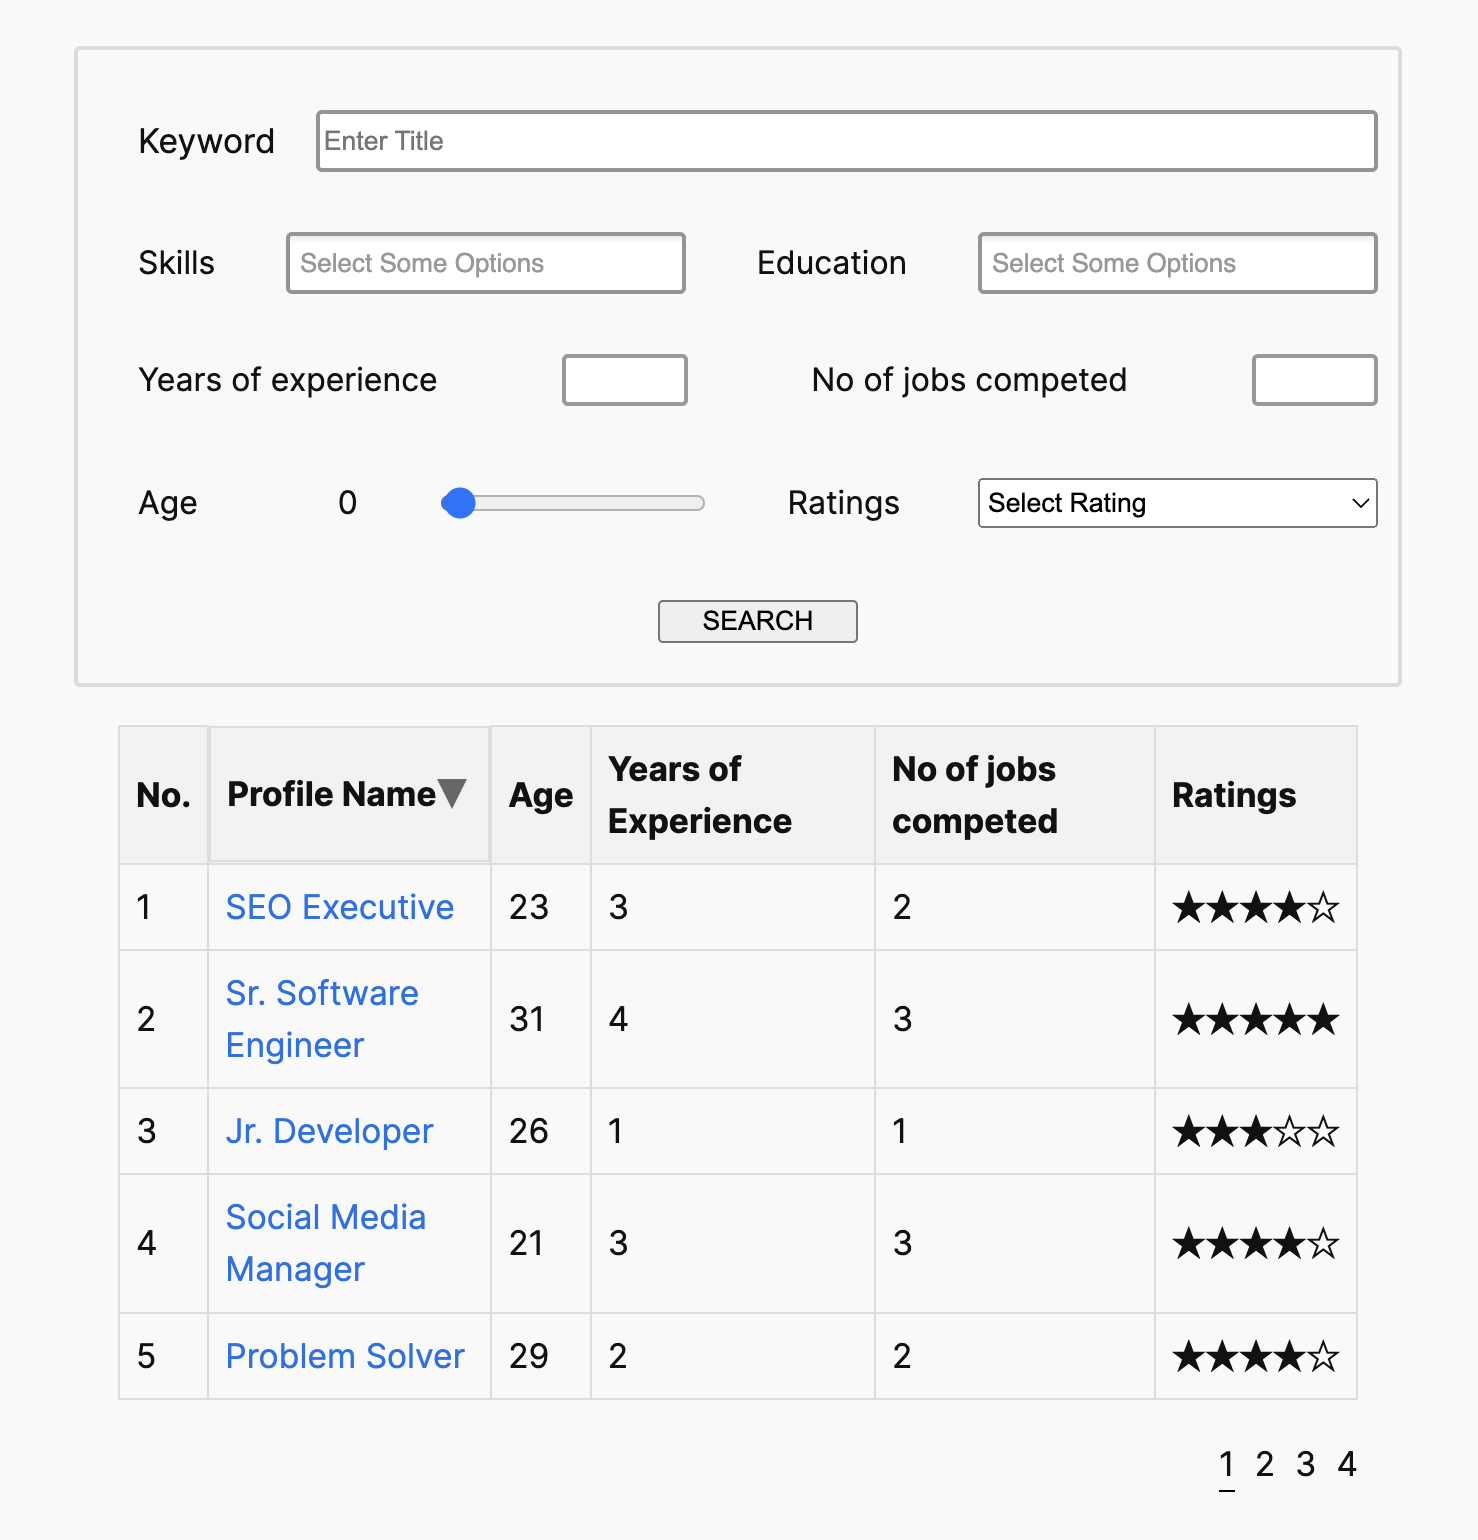 Keyword Enter Title
Skills Select Some Options Education Select Some Options
Years of experience No of jobs competed
Age 0 Ratings Select Rating
SEARCH
No. Profile Name▼ Age Years of Experience No of jobs competed Ratings
1 SEO Executive 23 3 2 ★★★★☆
2 Sr. Software Engineer 31 4 3 ★★★★★
3 Jr. Developer 26 1 1 ★★★☆☆
4 Social Media Manager 21 3 3 ★★★★☆
5 Problem Solver 29 2 2 ★★★★☆
1 2 3 4